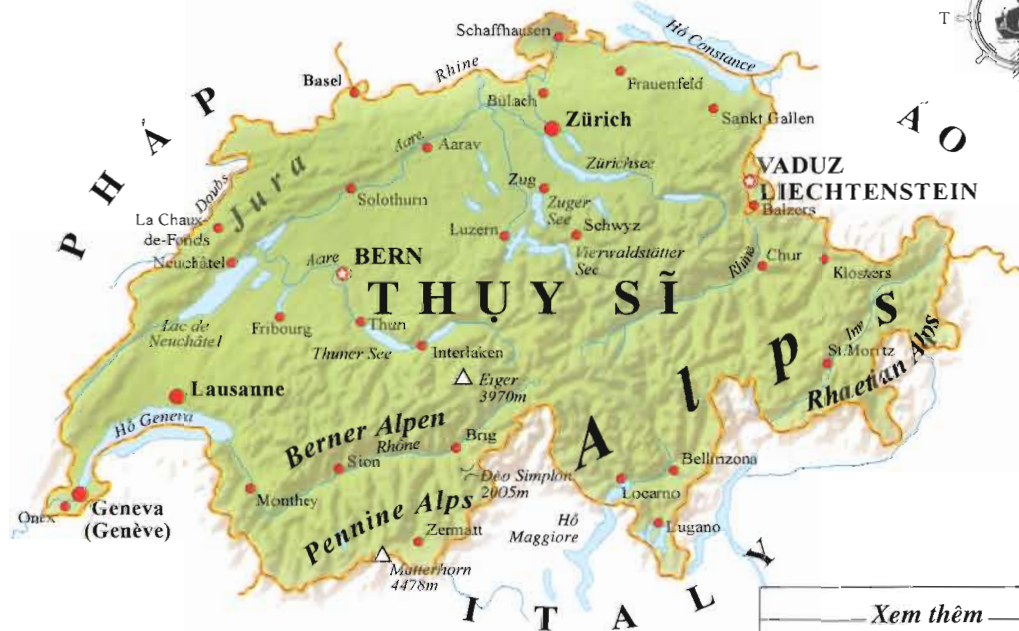 T
Schaffhausen
Hồ Constance
Basel
Rhine
Frauenfeld
Bülach
Sankt Gallen
PHÁP
ÁO
Zürich
Aare
Aarav
Zürichsee
VADUZ
LIECHTENSTEIN
Balzers
Doubs
Jura
Solothurn
Zug
Zuger
See
La Chaux-
de-Fonds
Luzern
Schwyz
Vierwaldstätter
See
Neuchâtel
Aare
BERN
Rhine
Chur
Klosters
THỤY SĨ
Lac de
Neuchâtel
Fribourg
Thun
Thuner See
Interlaken
Inn
St. Moritz
Rhaetian Alps
Alps
Eiger
3970m
Lausanne
Hồ Geneva
Berner Alpen
Rhône
Brig
Sion
Đèo Simplon
2005m
Bellinzona
Locarno
Monthey
Onex
Geneva
(Genève)
Pennine Alps
Zermatt
Hồ
Maggiore
Lugano
Matterhorn
4478m
ITALY
Xem thêm